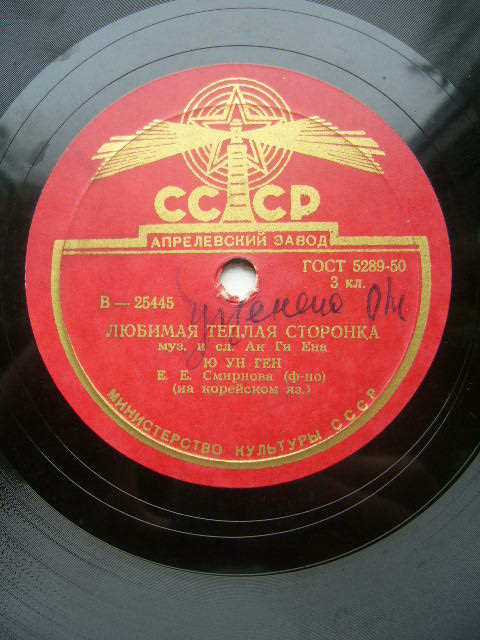 СССР
АПРЕЛЕВСКИЙ ЗАВОД
ГОСТ 5289-50
3 кл.
В — 25445
ЛЮБИМАЯ ТЕПЛАЯ СТОРОНКА
муз. и сл. Ан Ги Ена
Ю УН ГЕН
Е. Е. Смирнова (ф-по)
(на корейском яз.)
МИНИСТЕРСТВО КУЛЬТУРЫ СССР